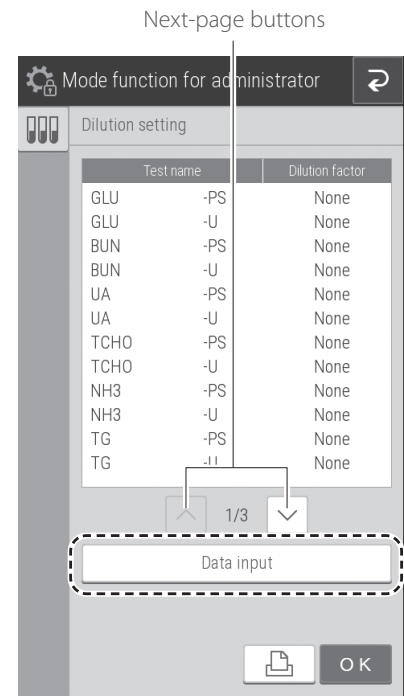 Next-page buttons
Mode function for administrator
Dilution setting
Test name Dilution factor
GLU -PS None
GLU -U None
BUN -PS None
BUN -U None
UA -PS None
UA -U None
TCHO -PS None
TCHO -U None
NH3 -PS None
NH3 -U None
TG -PS None
TG -U None
1/3
Data input
OK